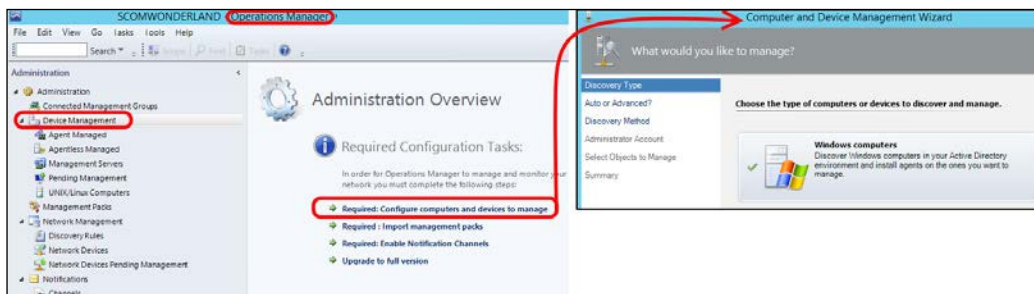 SCOMWONDERLAND Operations Manager
File Edit View Go Tasks Tools Help
Search Scope Find Tasks
Administration
Administration
Connected Management Groups
Device Management
Agent Managed
Agentless Managed
Management Servers
Pending Management
UNIX/Linux Computers
Management Packs
Network Management
Discovery Rules
Network Devices
Network Devices Pending Management
Notifications
Channels
Administration Overview
Required Configuration Tasks:
In order for Operations Manager to manage and monitor your
network you must complete the following steps:
Required: Configure computers and devices to manage
Required : Import management packs
Required: Enable Notification Channels
Upgrade to full version
Computer and Device Management Wizard
What would you like to manage?
Discovery Type
Auto or Advanced?
Discovery Method
Administrator Account
Select Objects to Manage
Summary
Choose the type of computers or devices to discover and manage.
Windows computers
Discover Windows computers in your Active Directory
environment and install agents on the ones you want to
manage.